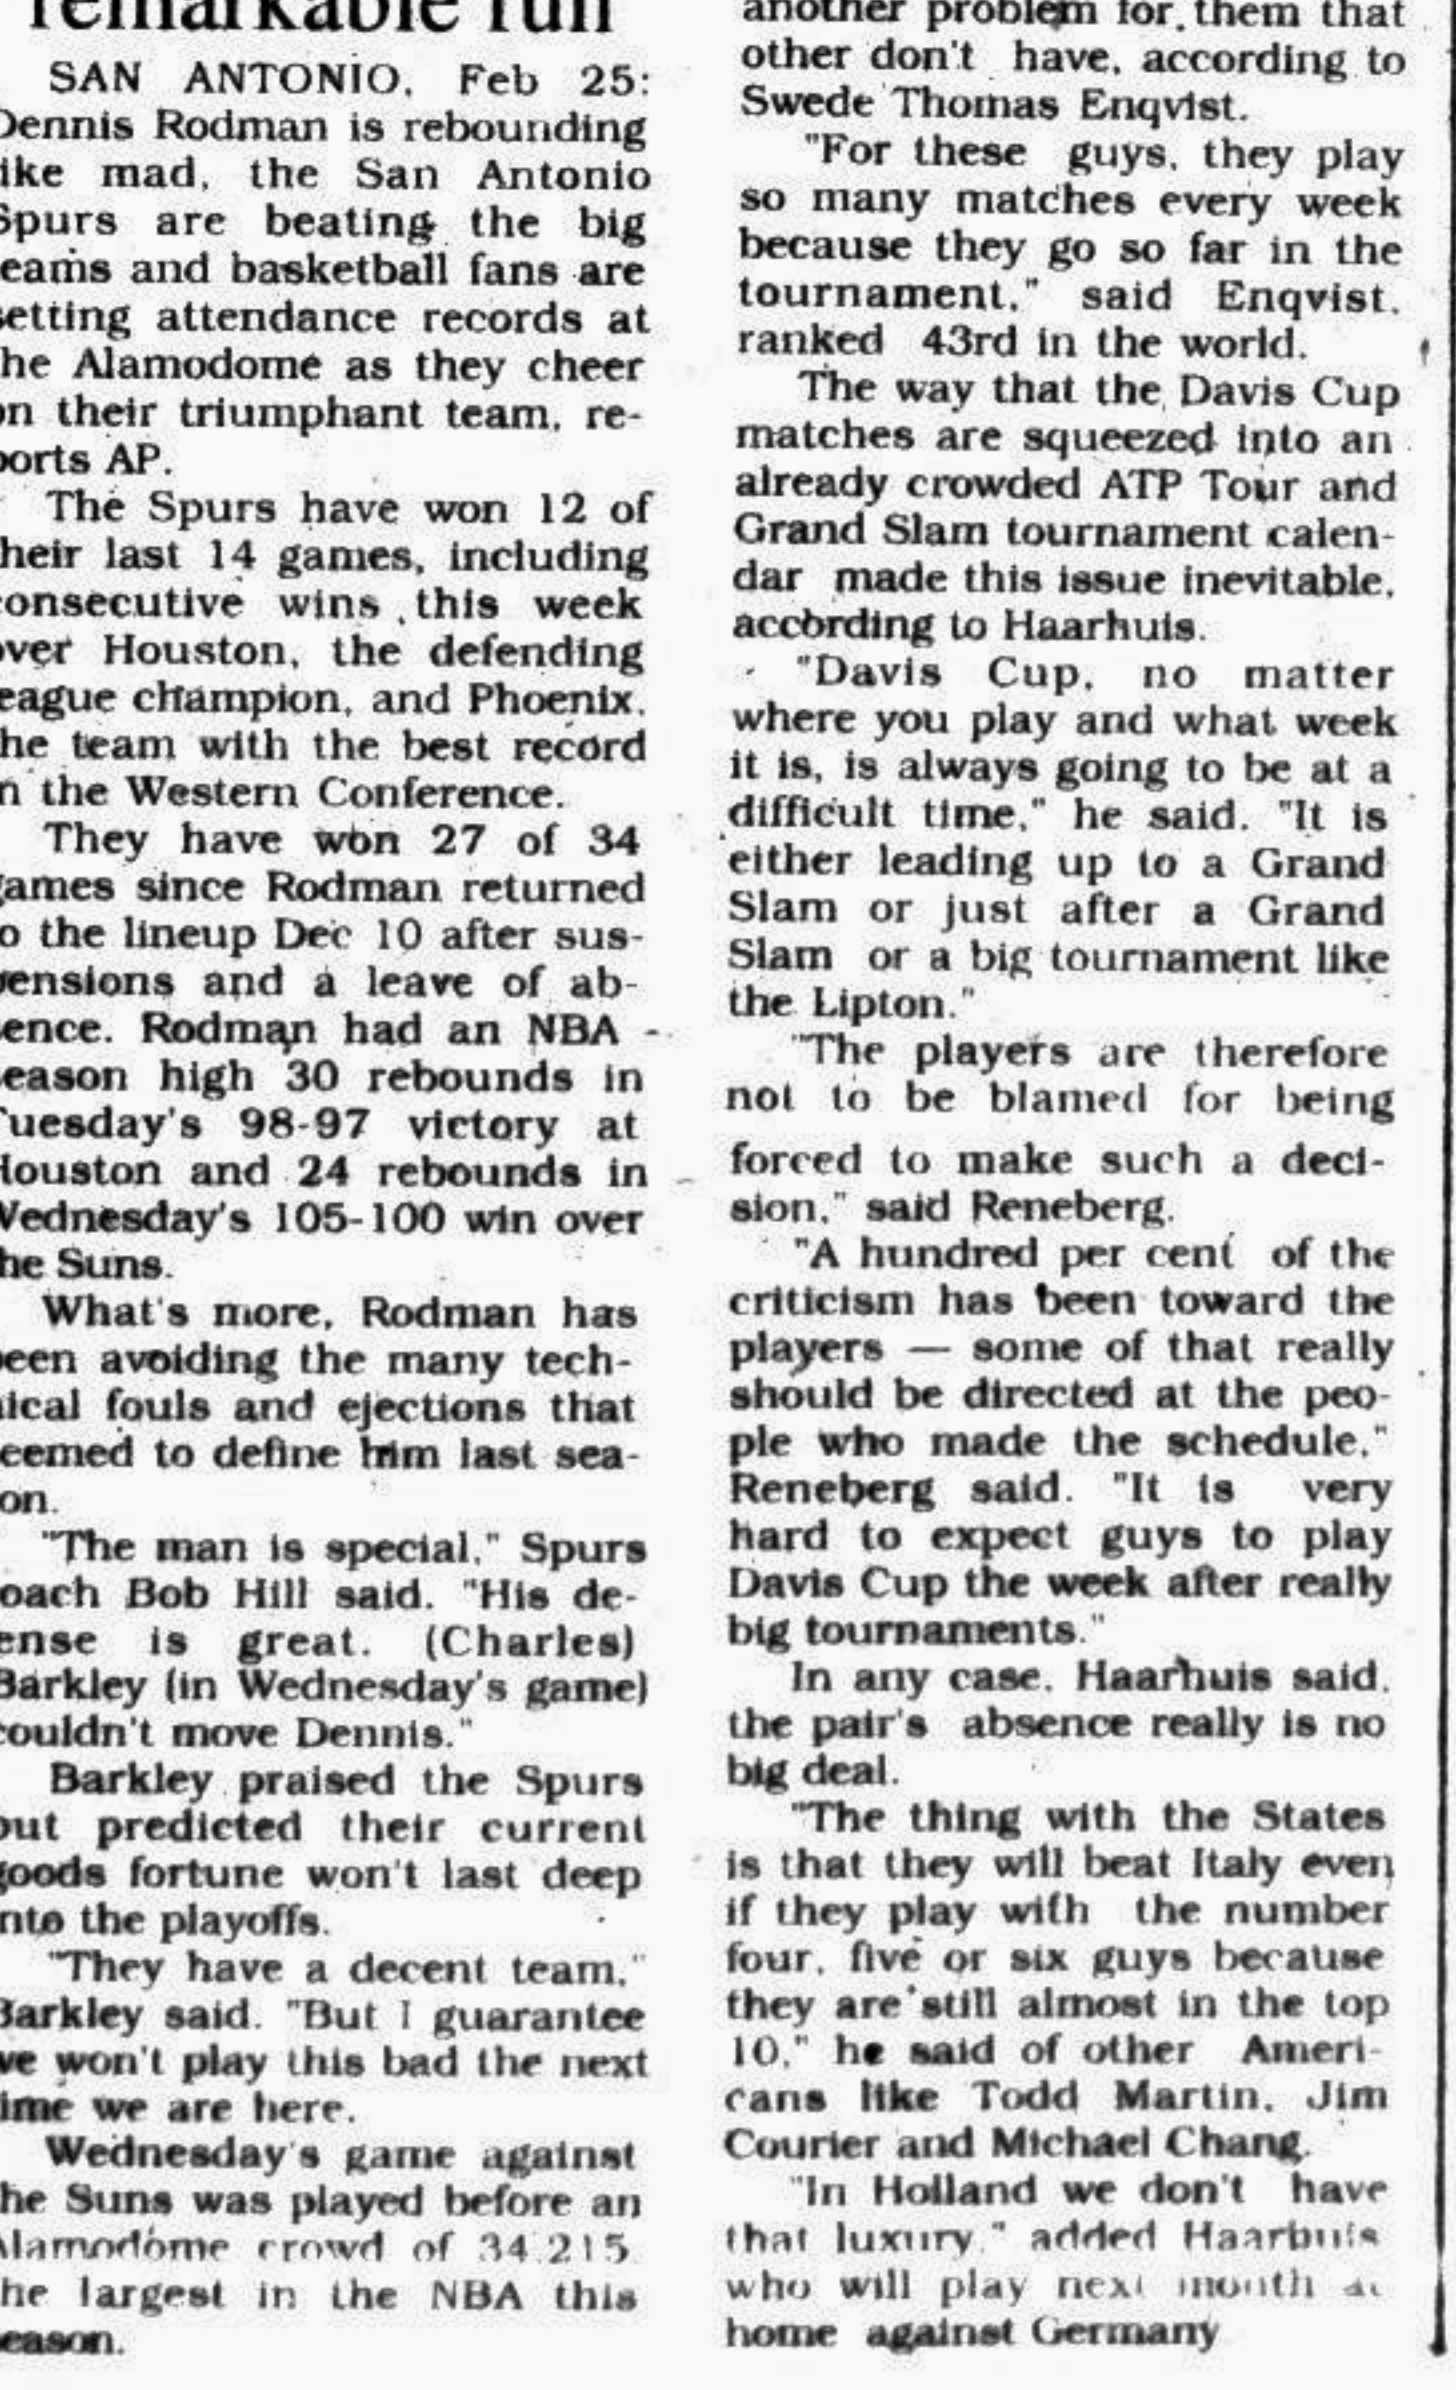 remarkable run
SAN ANTONIO, Feb 25:
Dennis Rodman is rebounding
ike mad, the San Antonio
Spurs are beating the big
eams and basketball fans are
setting attendance records at
he Alamodome as they cheer
on their triumphant team, re-
ports AP.
The Spurs have won 12 of
heir last 14 games, including
consecutive wins this week
over Houston, the defending
eague champion, and Phoenix,
he team with the best record
n the Western Conference.
They have won 27 of 34
games since Rodman returned
o the lineup Dec 10 after sus-
pensions and a leave of ab-
sence. Rodman had an NBA -
season high 30 rebounds in
Tuesday's 98-97 victory at
Houston and 24 rebounds in
Wednesday's 105-100 win over
he Suns.
What's more, Rodman has
been avoiding the many tech-
nical fouls and ejections that
eemed to define him last sea-
on.
"The man is special," Spurs
oach Bob Hill said. "His de-
ense is great. (Charles)
Barkley (in Wednesday's game)
couldn't move Dennis."
Barkley praised the Spurs
but predicted their current
goods fortune won't last deep
into the playoffs.
"They have a decent team,"
Barkley said. "But I guarantee
we won't play this bad the next
time we are here.
Wednesday's game against
he Suns was played before an
Alamodome crowd of 34,215
he largest in the NBA this
eason.
another problem for them that
other don't have, according to
Swede Thomas Enqvist.
"For these guys, they play
so many matches every week
because they go so far in the
tournament," said Enqvist,
ranked 43rd in the world.
The way that the Davis Cup
matches are squeezed into an
already crowded ATP Tour and
Grand Slam tournament calen-
dar made this issue inevitable,
according to Haarhuis.
"Davis Cup, no matter
where you play and what week
it is, is always going to be at a
difficult time," he said. "It is
either leading up to a Grand
Slam or just after a Grand
Slam or a big tournament like
the Lipton."
"The players are therefore
not to be blamed for being
forced to make such a deci-
sion," said Reneberg.
"A hundred per cent of the
criticism has been toward the
players — some of that really
should be directed at the peo-
ple who made the schedule,"
Reneberg said. "It is very
hard to expect guys to play
Davis Cup the week after really
big tournaments."
In any case, Haarhuis said,
the pair's absence really is no
big deal.
"The thing with the States
is that they will beat Italy even
if they play with the number
four, five or six guys because
they are still almost in the top
10," he said of other Ameri-
cans like Todd Martin, Jim
Courier and Michael Chang.
"In Holland we don't have
that luxury," added Haarhuis
who will play next month at
home against Germany